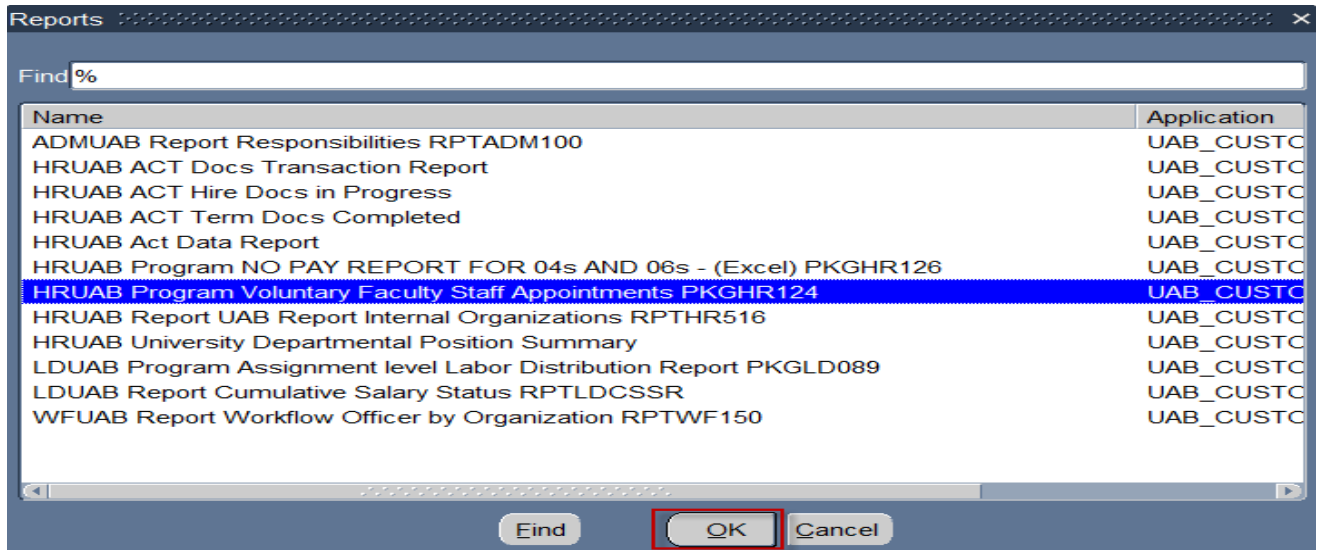 Reports
Find %
Name Application
ADMUAB Report Responsibilities RPTADM100 UAB_CUSTO
HRUAB ACT Docs Transaction Report UAB_CUSTO
HRUAB ACT Hire Docs in Progress UAB_CUSTO
HRUAB ACT Term Docs Completed UAB_CUSTO
HRUAB Act Data Report UAB_CUSTO
HRUAB Program NO PAY REPORT FOR 04s AND 06s - (Excel) PKGHR126 UAB_CUSTO
HRUAB Program Voluntary Faculty Staff Appointments PKGHR124 UAB_CUSTO
HRUAB Report UAB Report Internal Organizations RPTHR516 UAB_CUSTO
HRUAB University Departmental Position Summary UAB_CUSTO
LDUAB Program Assignment level Labor Distribution Report PKGLD089 UAB_CUSTO
LDUAB Report Cumulative Salary Status RPTLDCSSR UAB_CUSTO
WFUAB Report Workflow Officer by Organization RPTWF150 UAB_CUSTO
Find OK Cancel